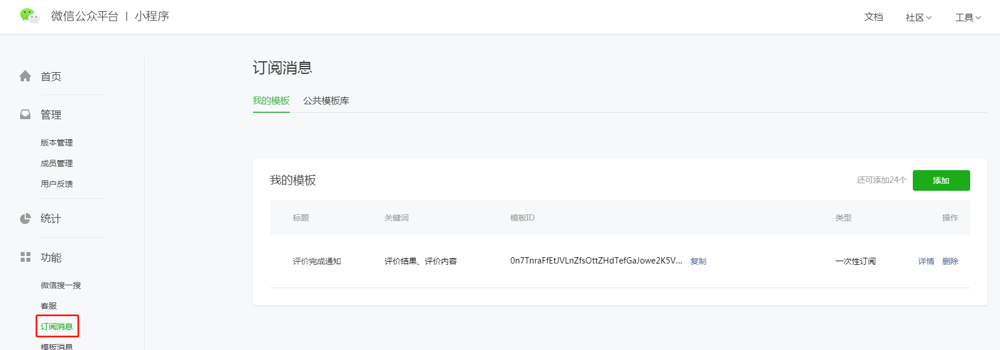 微信公众平台 | 小程序
文档 社区 工具
首页
管理
版本管理
成员管理
用户反馈
统计
功能
微信搜一搜
客服
订阅消息
模板消息
订阅消息
我的模板 公共模板库
我的模板
还可添加24个 添加
标题 关键词 模板ID 类型 操作
评价完成通知 评价结果、评价内容 0n7TnraFfEtJVLnZfsOttZHdTefGaJowe2K5V... 复制 一次性订阅 详情 删除